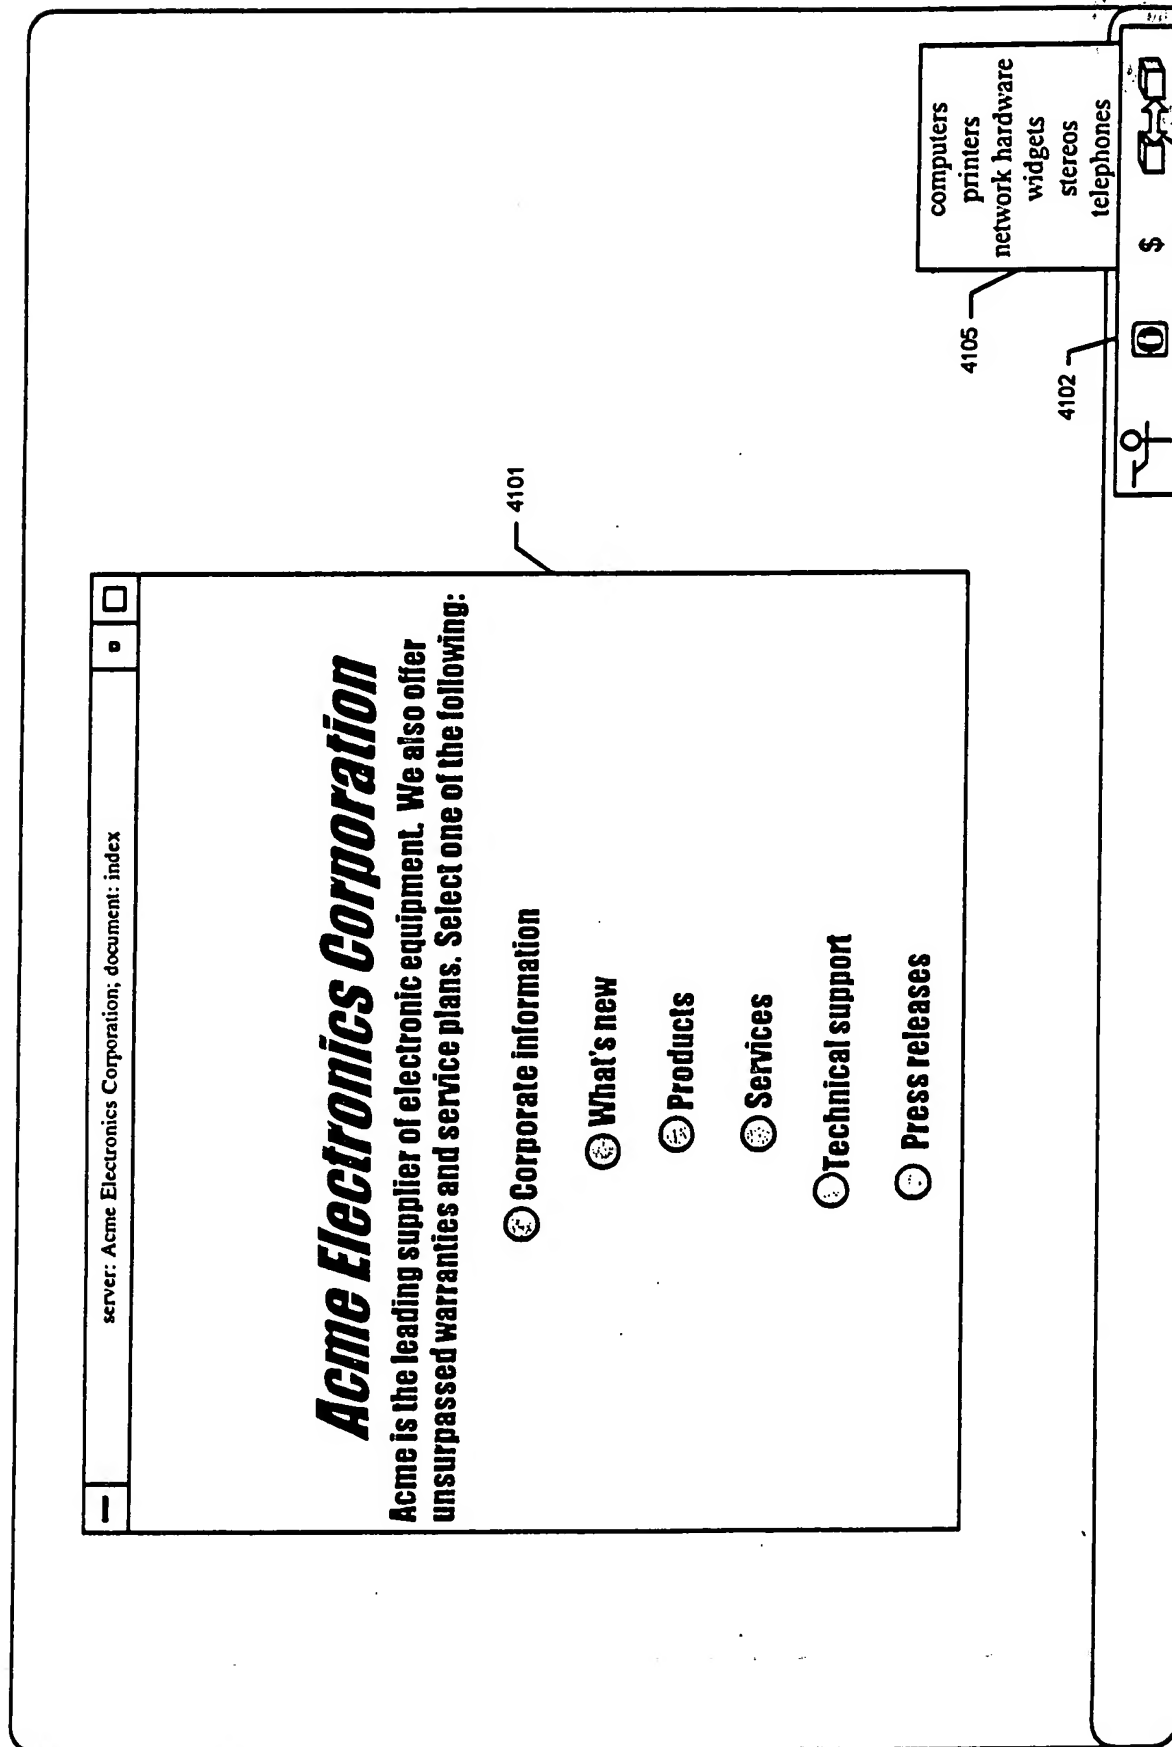 server: Acme Electronics Corporation; document: index
Acme Electronics Corporation
Acme is the leading supplier of electronic equipment. We also offer
unsurpassed warranties and service plans. Select one of the following:
Corporate information
What's new
Products
Services
Technical support
Press releases
4101
computers
printers
network hardware
widgets
stereos
telephones
4105
4102
$